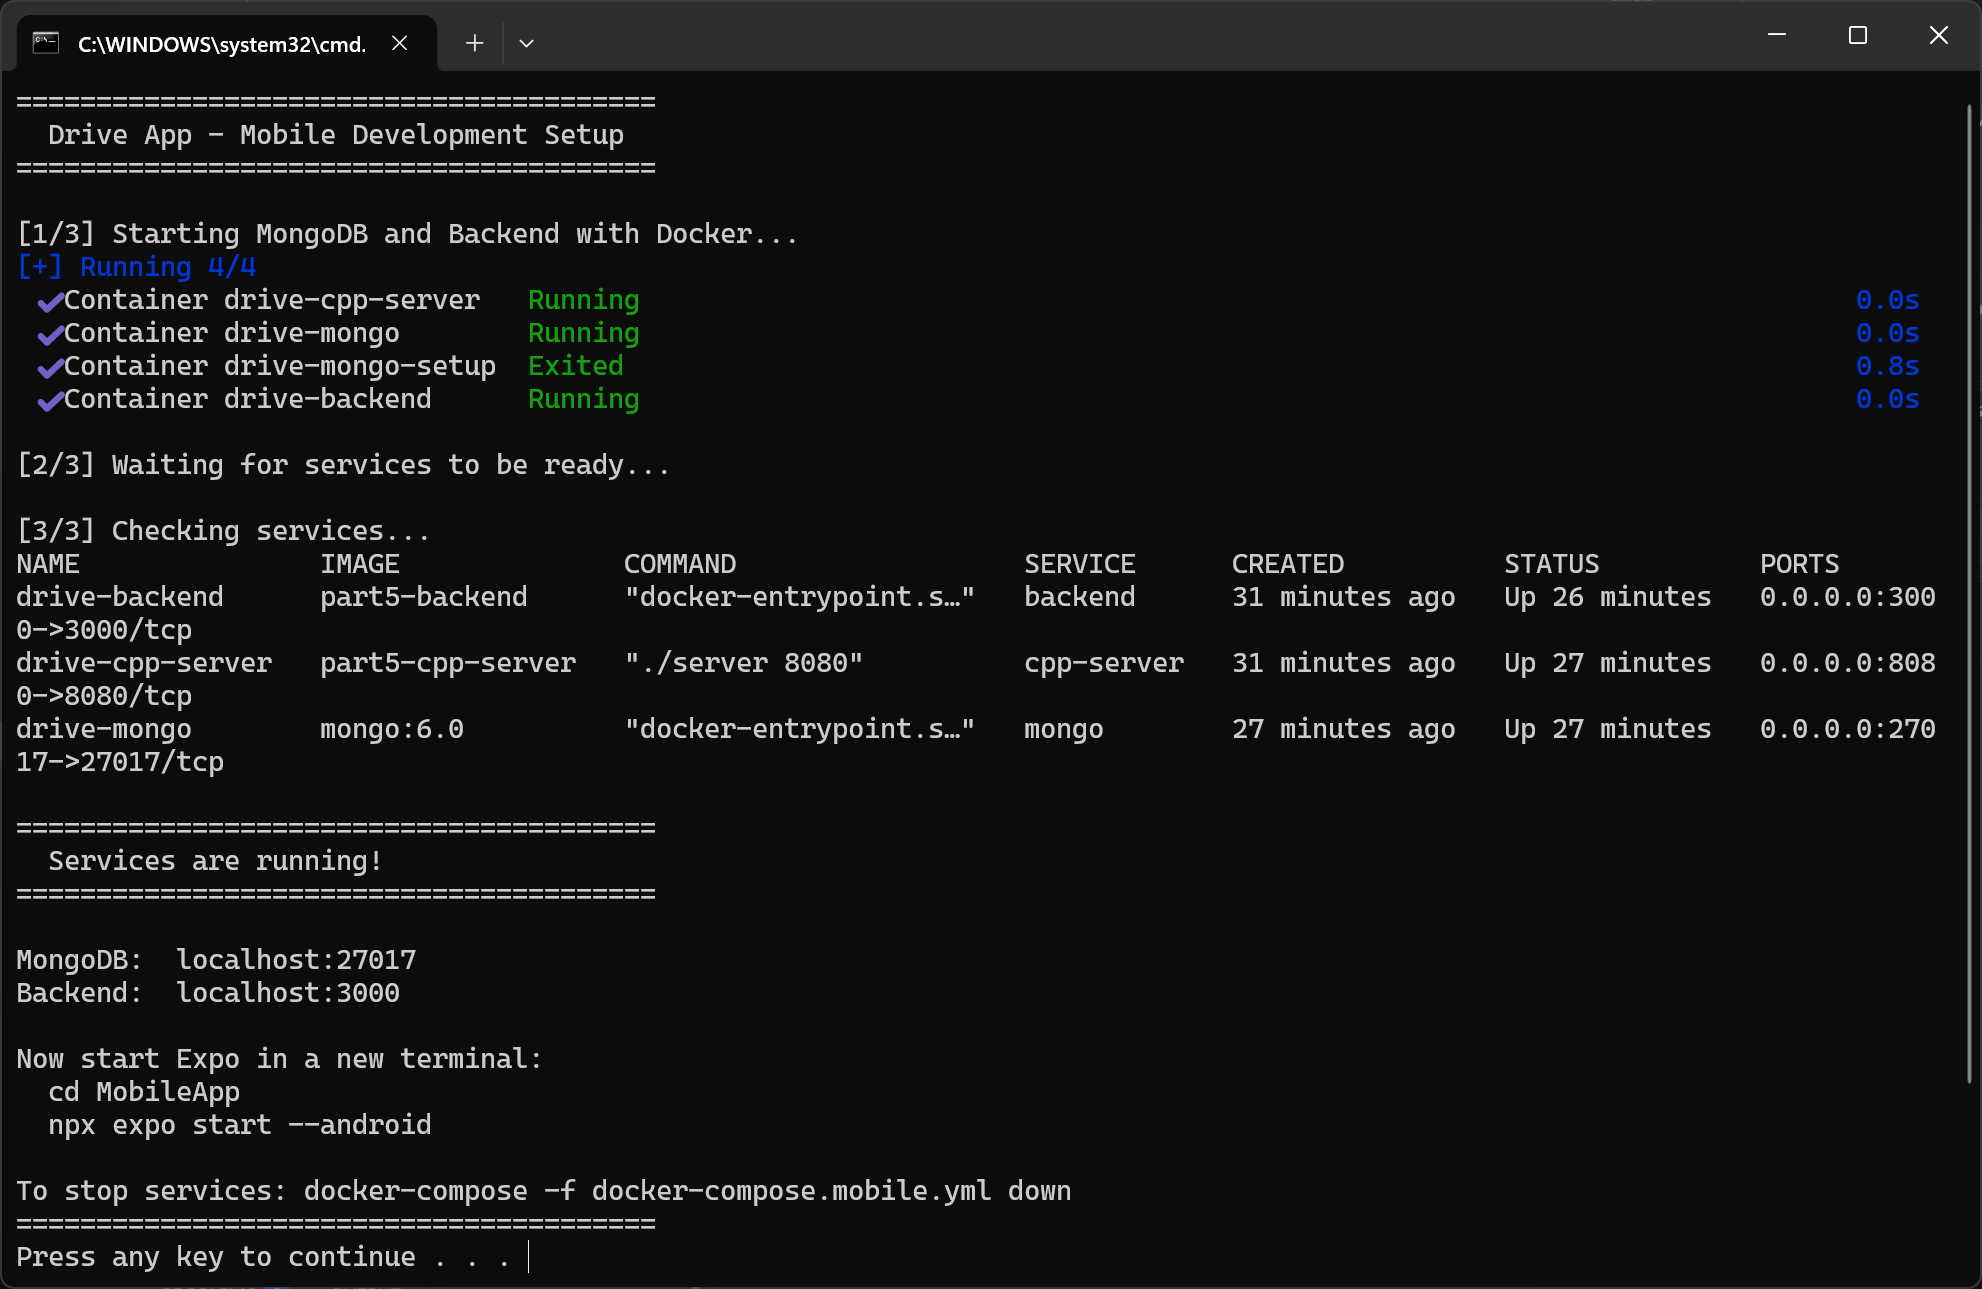 C:\WINDOWS\system32\cmd.
========================================
  Drive App - Mobile Development Setup
========================================
[1/3] Starting MongoDB and Backend with Docker...
[+] Running 4/4
 ✔Container drive-cpp-server   Running   0.0s
 ✔Container drive-mongo        Running   0.0s
 ✔Container drive-mongo-setup  Exited    0.8s
 ✔Container drive-backend      Running   0.0s
[2/3] Waiting for services to be ready...
[3/3] Checking services...
NAME               IMAGE              COMMAND                  SERVICE      CREATED          STATUS          PORTS
drive-backend      part5-backend      "docker-entrypoint.s…"   backend      31 minutes ago   Up 26 minutes   0.0.0.0:300
0->3000/tcp
drive-cpp-server   part5-cpp-server   "./server 8080"          cpp-server   31 minutes ago   Up 27 minutes   0.0.0.0:808
0->8080/tcp
drive-mongo        mongo:6.0          "docker-entrypoint.s…"   mongo        27 minutes ago   Up 27 minutes   0.0.0.0:270
17->27017/tcp
========================================
  Services are running!
========================================
MongoDB:  localhost:27017
Backend:  localhost:3000
Now start Expo in a new terminal:
  cd MobileApp
  npx expo start --android
To stop services: docker-compose -f docker-compose.mobile.yml down
========================================
Press any key to continue . . .